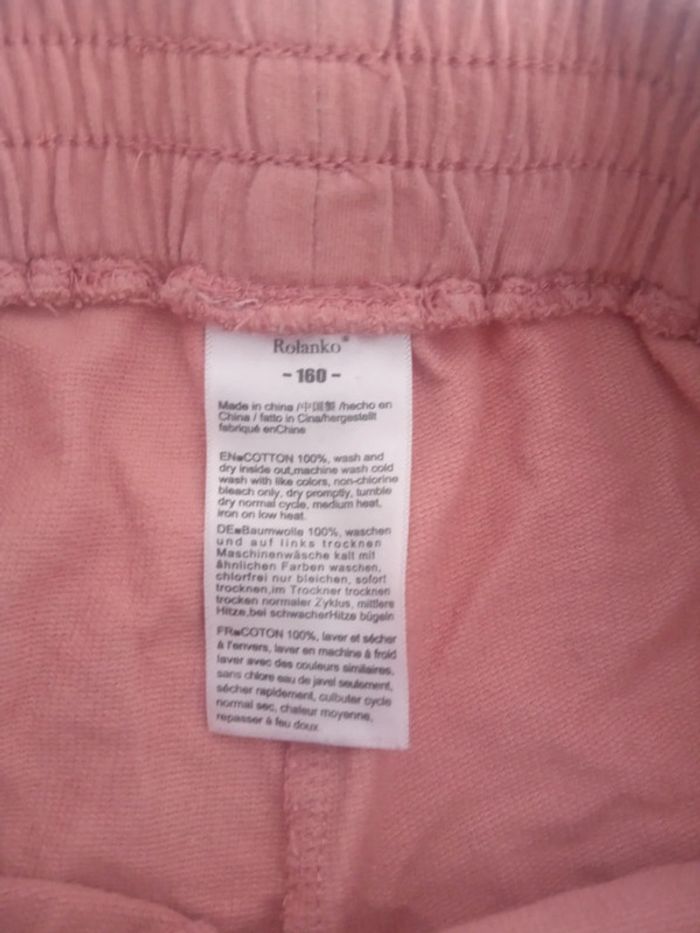 Rolanko®
- 160 -
Made in china /中国製 /hecho en
China / fatto in Cina/hergestellt
fabriqué enChine
EN■COTTON 100%, wash and
dry inside out,machine wash cold
wash with like colors, non-chlorine
bleach only, dry promptly, tumble
dry normal cycle, medium heat,
iron on low heat.
DE■Baumwolle 100%, waschen
und auf links trocknen
Maschinenwäsche kalt mit
ähnlichen Farben waschen,
chlorfrei nur bleichen, sofort
trocknen,im Trockner trocknen
trocken normaler Zyklus, mittlere
Hitze,bei schwacherHitze bügeln
FR■COTON 100%, laver et sécher
à l'envers, laver en machine à froid
laver avec des couleurs similaires,
sans chlore eau de javel seulement,
sécher rapidement, culbuter cycle
normal sec, chaleur moyenne,
repasser à feu doux